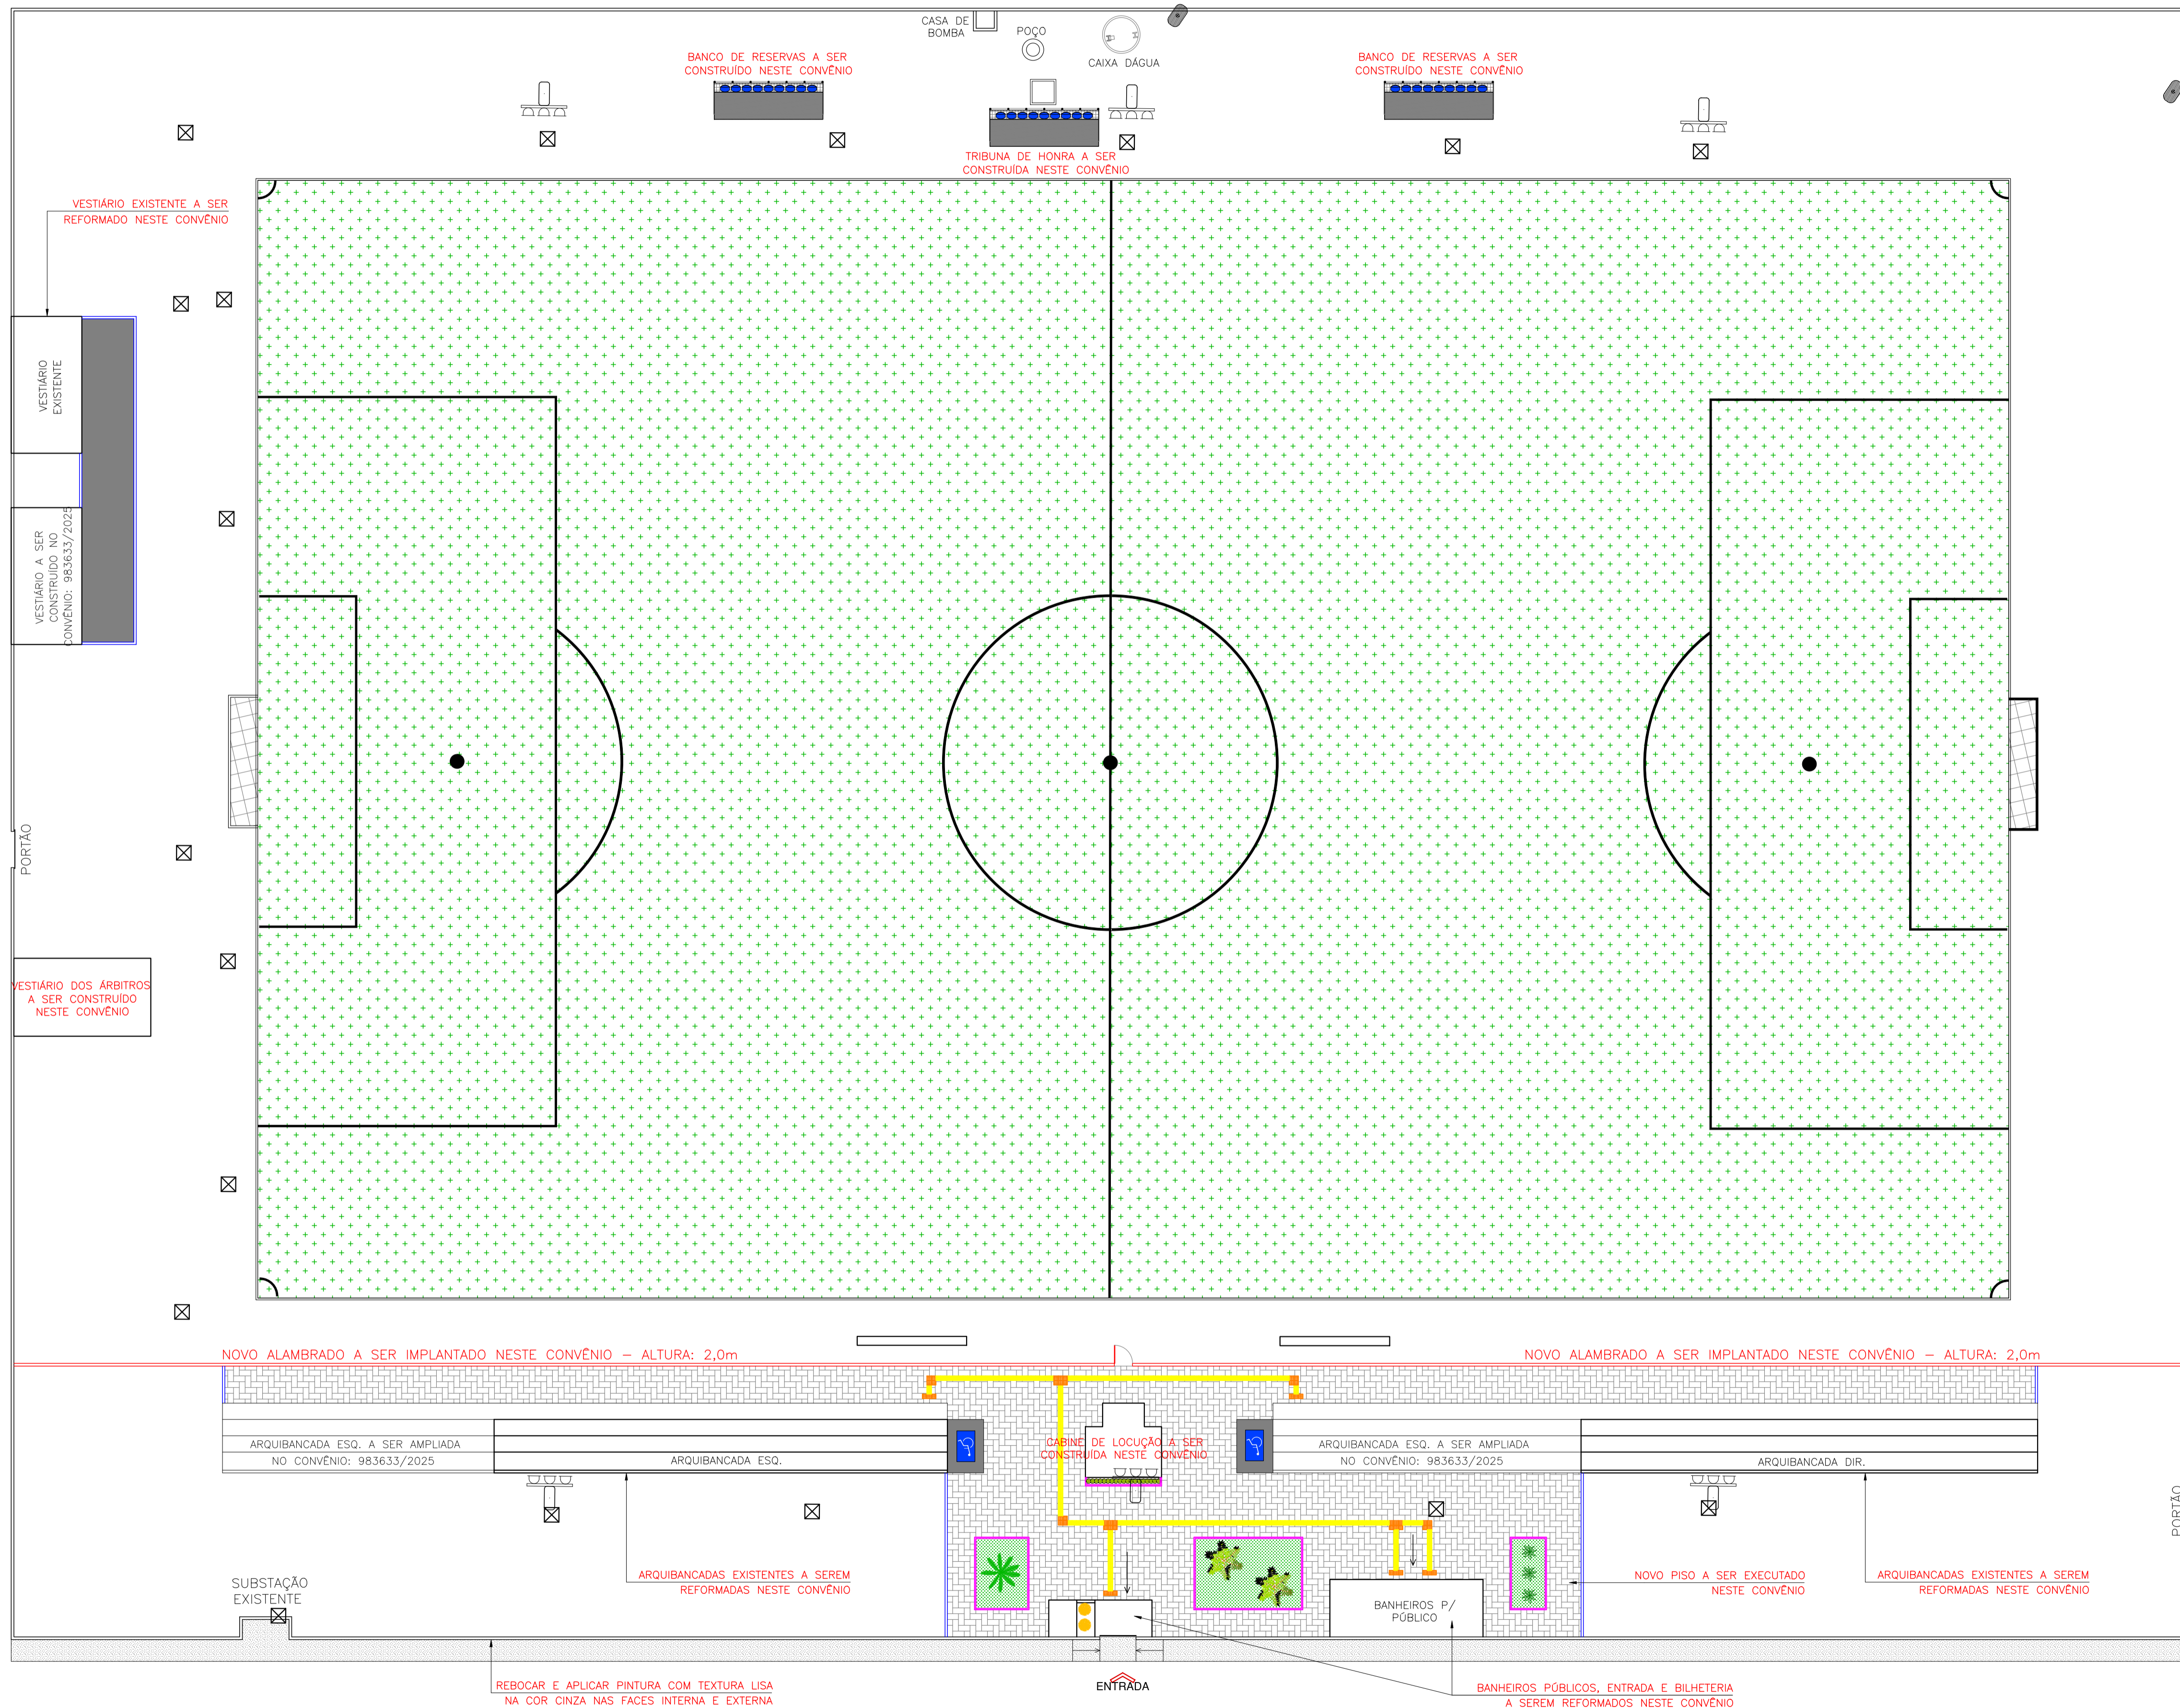 CASA DE
BOMBA
POÇO
CAIXA DÁGUA
BANCO DE RESERVAS A SER
CONSTRUÍDO NESTE CONVÊNIO
BANCO DE RESERVAS A SER
CONSTRUÍDO NESTE CONVÊNIO
TRIBUNA DE HONRA A SER
CONSTRUÍDA NESTE CONVÊNIO
VESTIÁRIO EXISTENTE A SER
REFORMADO NESTE CONVÊNIO
VESTIÁRIO
EXISTENTE
VESTIÁRIO A SER
CONSTRUÍDO NO
CONVÊNIO: 983633/2025
PORTÃO
VESTIÁRIO DOS ÁRBITROS
A SER CONSTRUÍDO
NESTE CONVÊNIO
NOVO ALAMBRADO A SER IMPLANTADO NESTE CONVÊNIO – ALTURA: 2,0m
NOVO ALAMBRADO A SER IMPLANTADO NESTE CONVÊNIO – ALTURA: 2,0m
ARQUIBANCADA ESQ. A SER AMPLIADA
NO CONVÊNIO: 983633/2025
ARQUIBANCADA ESQ.
CABINE DE LOCUÇÃO A SER
CONSTRUÍDA NESTE CONVÊNIO
ARQUIBANCADA ESQ. A SER AMPLIADA
NO CONVÊNIO: 983633/2025
ARQUIBANCADA DIR.
PORTÃO
SUBSTAÇÃO
EXISTENTE
ARQUIBANCADAS EXISTENTES A SEREM
REFORMADAS NESTE CONVÊNIO
BANHEIROS P/
PÚBLICO
NOVO PISO A SER EXECUTADO
NESTE CONVÊNIO
ARQUIBANCADAS EXISTENTES A SEREM
REFORMADAS NESTE CONVÊNIO
REBOCAR E APLICAR PINTURA COM TEXTURA LISA
NA COR CINZA NAS FACES INTERNA E EXTERNA
ENTRADA
BANHEIROS PÚBLICOS, ENTRADA E BILHETERIA
A SEREM REFORMADOS NESTE CONVÊNIO